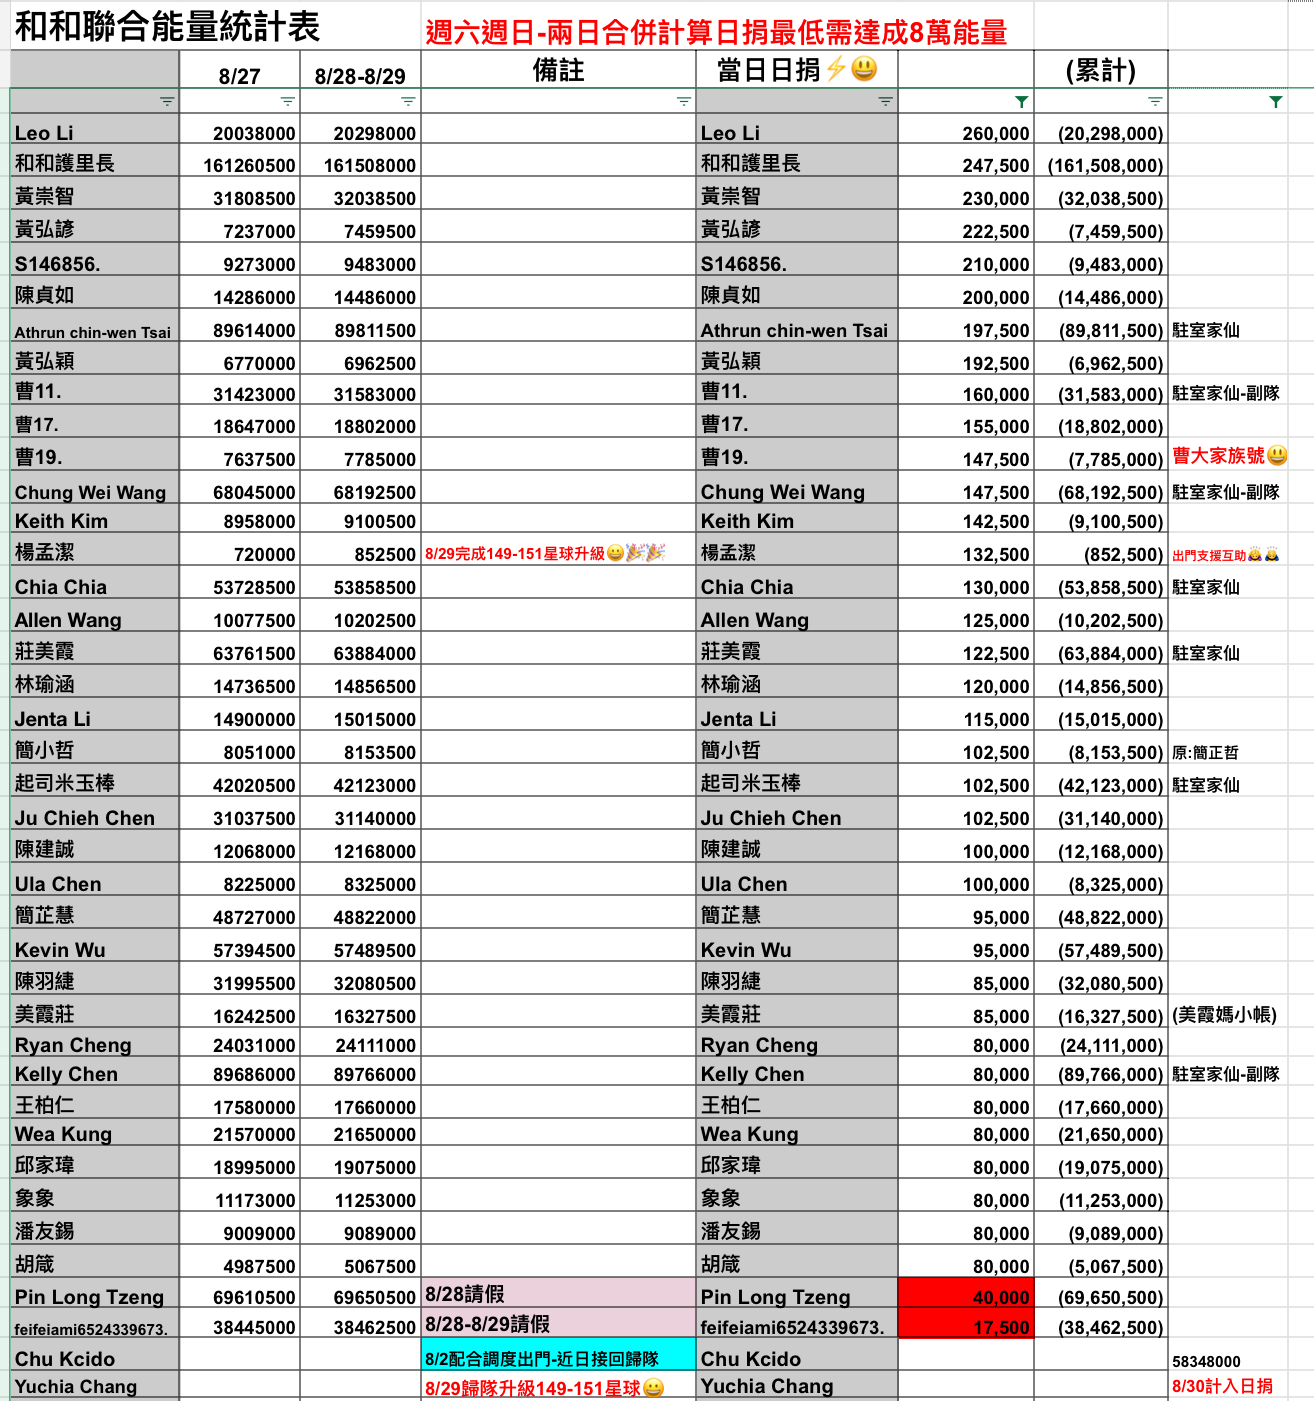 和和聯合能量統計表 週六週日-兩日合併計算日捐最低需達成8萬能量
8/27 8/28-8/29 備註 當日日捐⚡😃 (累計)
Leo Li 20038000 20298000 Leo Li 260,000 (20,298,000)
和和護里長 161260500 161508000 和和護里長 247,500 (161,508,000)
黃崇智 31808500 32038500 黃崇智 230,000 (32,038,500)
黃弘諺 7237000 7459500 黃弘諺 222,500 (7,459,500)
S146856. 9273000 9483000 S146856. 210,000 (9,483,000)
陳貞如 14286000 14486000 陳貞如 200,000 (14,486,000)
Athrun chin-wen Tsai 89614000 89811500 Athrun chin-wen Tsai 197,500 (89,811,500) 駐室家仙
黃弘穎 6770000 6962500 黃弘穎 192,500 (6,962,500)
曹11. 31423000 31583000 曹11. 160,000 (31,583,000) 駐室家仙-副隊
曹17. 18647000 18802000 曹17. 155,000 (18,802,000)
曹19. 7637500 7785000 曹19. 147,500 (7,785,000) 曹大家族號😃
Chung Wei Wang 68045000 68192500 Chung Wei Wang 147,500 (68,192,500) 駐室家仙-副隊
Keith Kim 8958000 9100500 Keith Kim 142,500 (9,100,500)
楊孟潔 720000 852500 8/29完成149-151星球升級😀🎉🎉 楊孟潔 132,500 (852,500) 出門支援互助🙇🙇
Chia Chia 53728500 53858500 Chia Chia 130,000 (53,858,500) 駐室家仙
Allen Wang 10077500 10202500 Allen Wang 125,000 (10,202,500)
莊美霞 63761500 63884000 莊美霞 122,500 (63,884,000) 駐室家仙
林瑜涵 14736500 14856500 林瑜涵 120,000 (14,856,500)
Jenta Li 14900000 15015000 Jenta Li 115,000 (15,015,000)
簡小哲 8051000 8153500 簡小哲 102,500 (8,153,500) 原:簡正哲
起司米玉棒 42020500 42123000 起司米玉棒 102,500 (42,123,000) 駐室家仙
Ju Chieh Chen 31037500 31140000 Ju Chieh Chen 102,500 (31,140,000)
陳建誠 12068000 12168000 陳建誠 100,000 (12,168,000)
Ula Chen 8225000 8325000 Ula Chen 100,000 (8,325,000)
簡芷慧 48727000 48822000 簡芷慧 95,000 (48,822,000)
Kevin Wu 57394500 57489500 Kevin Wu 95,000 (57,489,500)
陳羽緁 31995500 32080500 陳羽緁 85,000 (32,080,500)
美霞莊 16242500 16327500 美霞莊 85,000 (16,327,500) (美霞媽小帳)
Ryan Cheng 24031000 24111000 Ryan Cheng 80,000 (24,111,000)
Kelly Chen 89686000 89766000 Kelly Chen 80,000 (89,766,000) 駐室家仙-副隊
王柏仁 17580000 17660000 王柏仁 80,000 (17,660,000)
Wea Kung 21570000 21650000 Wea Kung 80,000 (21,650,000)
邱家瑋 18995000 19075000 邱家瑋 80,000 (19,075,000)
象象 11173000 11253000 象象 80,000 (11,253,000)
潘友錫 9009000 9089000 潘友錫 80,000 (9,089,000)
胡箴 4987500 5067500 胡箴 80,000 (5,067,500)
Pin Long Tzeng 69610500 69650500 8/28請假 Pin Long Tzeng 40,000 (69,650,500)
feifeiami6524339673. 38445000 38462500 8/28-8/29請假 feifeiami6524339673. 17,500 (38,462,500)
Chu Kcido 8/2配合調度出門-近日接回歸隊 Chu Kcido 58348000
Yuchia Chang 8/29歸隊升級149-151星球😀 Yuchia Chang 8/30計入日捐